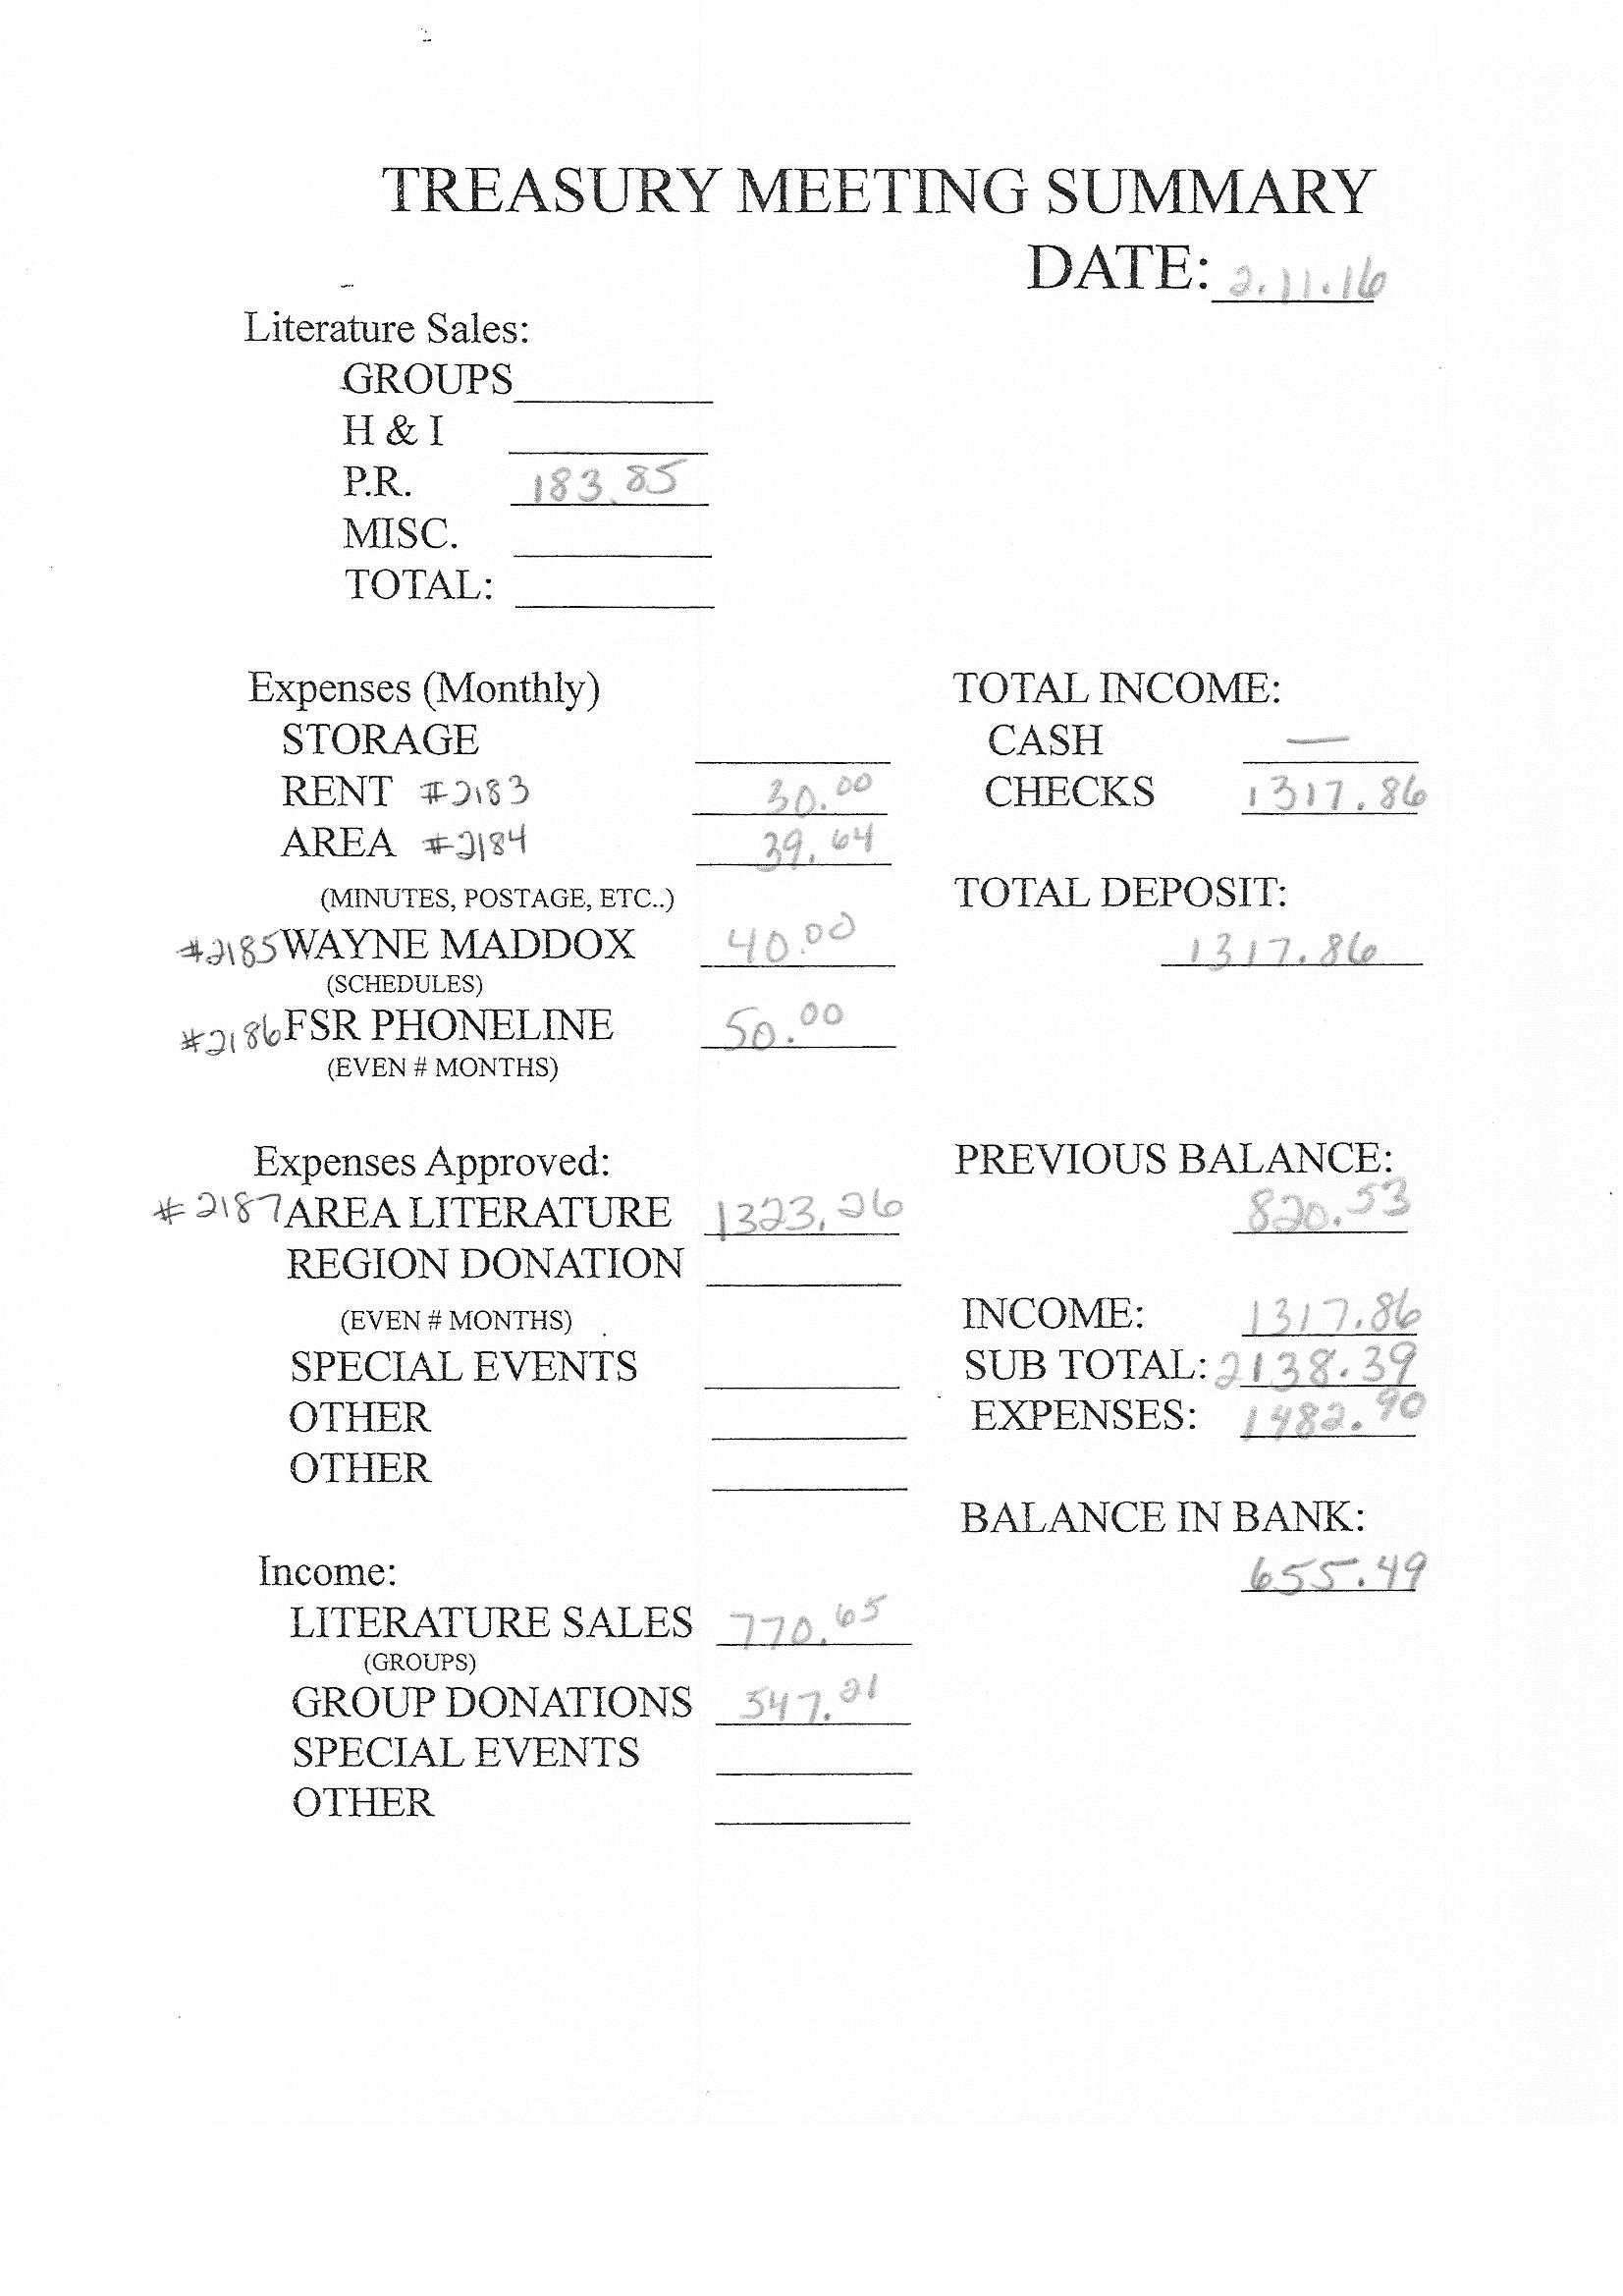 TREASURY MEETING SUMMARY
DATE: 2.11.16
Literature Sales:
GROUPS
H & I
P.R. 183.85
MISC.
TOTAL:
Expenses (Monthly)
STORAGE
RENT #2183 30.00
AREA #2184 39.64
(MINUTES, POSTAGE, ETC..)
#2185 WAYNE MADDOX 40.00
(SCHEDULES)
#2186 FSR PHONELINE 50.00
(EVEN # MONTHS)
TOTAL INCOME:
CASH —
CHECKS 1317.86
TOTAL DEPOSIT:
1317.86
Expenses Approved:
#2187 AREA LITERATURE 1323.26
REGION DONATION
(EVEN # MONTHS)
SPECIAL EVENTS
OTHER
OTHER
PREVIOUS BALANCE:
820.53
INCOME: 1317.86
SUB TOTAL: 2138.39
EXPENSES: 1482.90
BALANCE IN BANK:
655.49
Income:
LITERATURE SALES 770.65
(GROUPS)
GROUP DONATIONS 547.21
SPECIAL EVENTS
OTHER